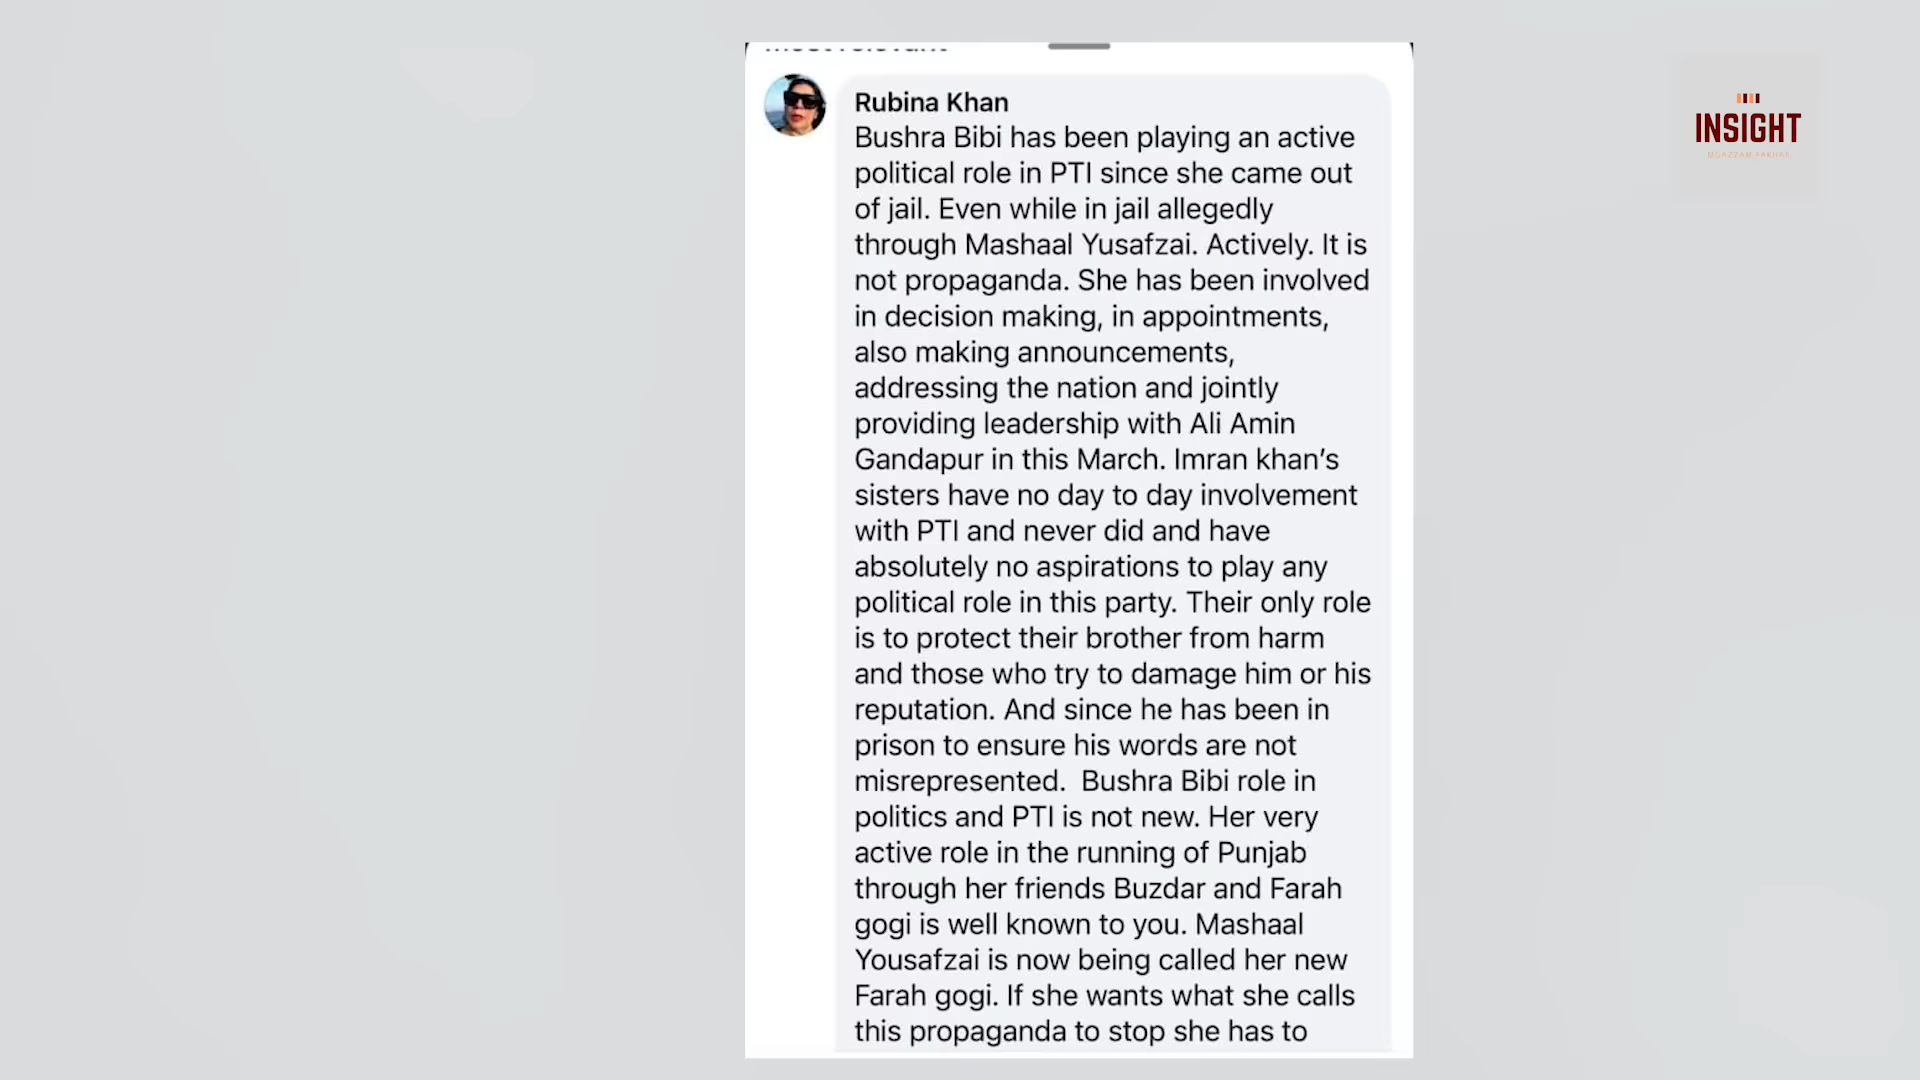 Rubina Khan
Bushra Bibi has been playing an active
political role in PTI since she came out
of jail. Even while in jail allegedly
through Mashaal Yusafzai. Actively. It is
not propaganda. She has been involved
in decision making, in appointments,
also making announcements,
addressing the nation and jointly
providing leadership with Ali Amin
Gandapur in this March. Imran khan's
sisters have no day to day involvement
with PTI and never did and have
absolutely no aspirations to play any
political role in this party. Their only role
is to protect their brother from harm
and those who try to damage him or his
reputation. And since he has been in
prison to ensure his words are not
misrepresented.  Bushra Bibi role in
politics and PTI is not new. Her very
active role in the running of Punjab
through her friends Buzdar and Farah
gogi is well known to you. Mashaal
Yousafzai is now being called her new
Farah gogi. If she wants what she calls
this propaganda to stop she has to
INSIGHT